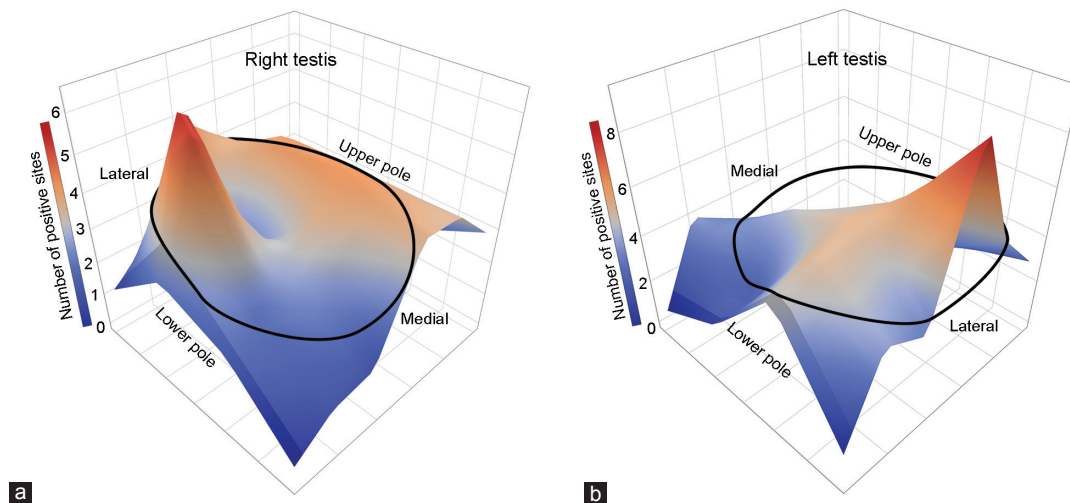 Right testis
Upper pole
Lateral
Number of positive sites
6
5
4
3
2
1
0
Lower pole
Medial
a
Left testis
Upper pole
Medial
Number of positive sites
8
6
4
2
0
Lower pole
Lateral
b